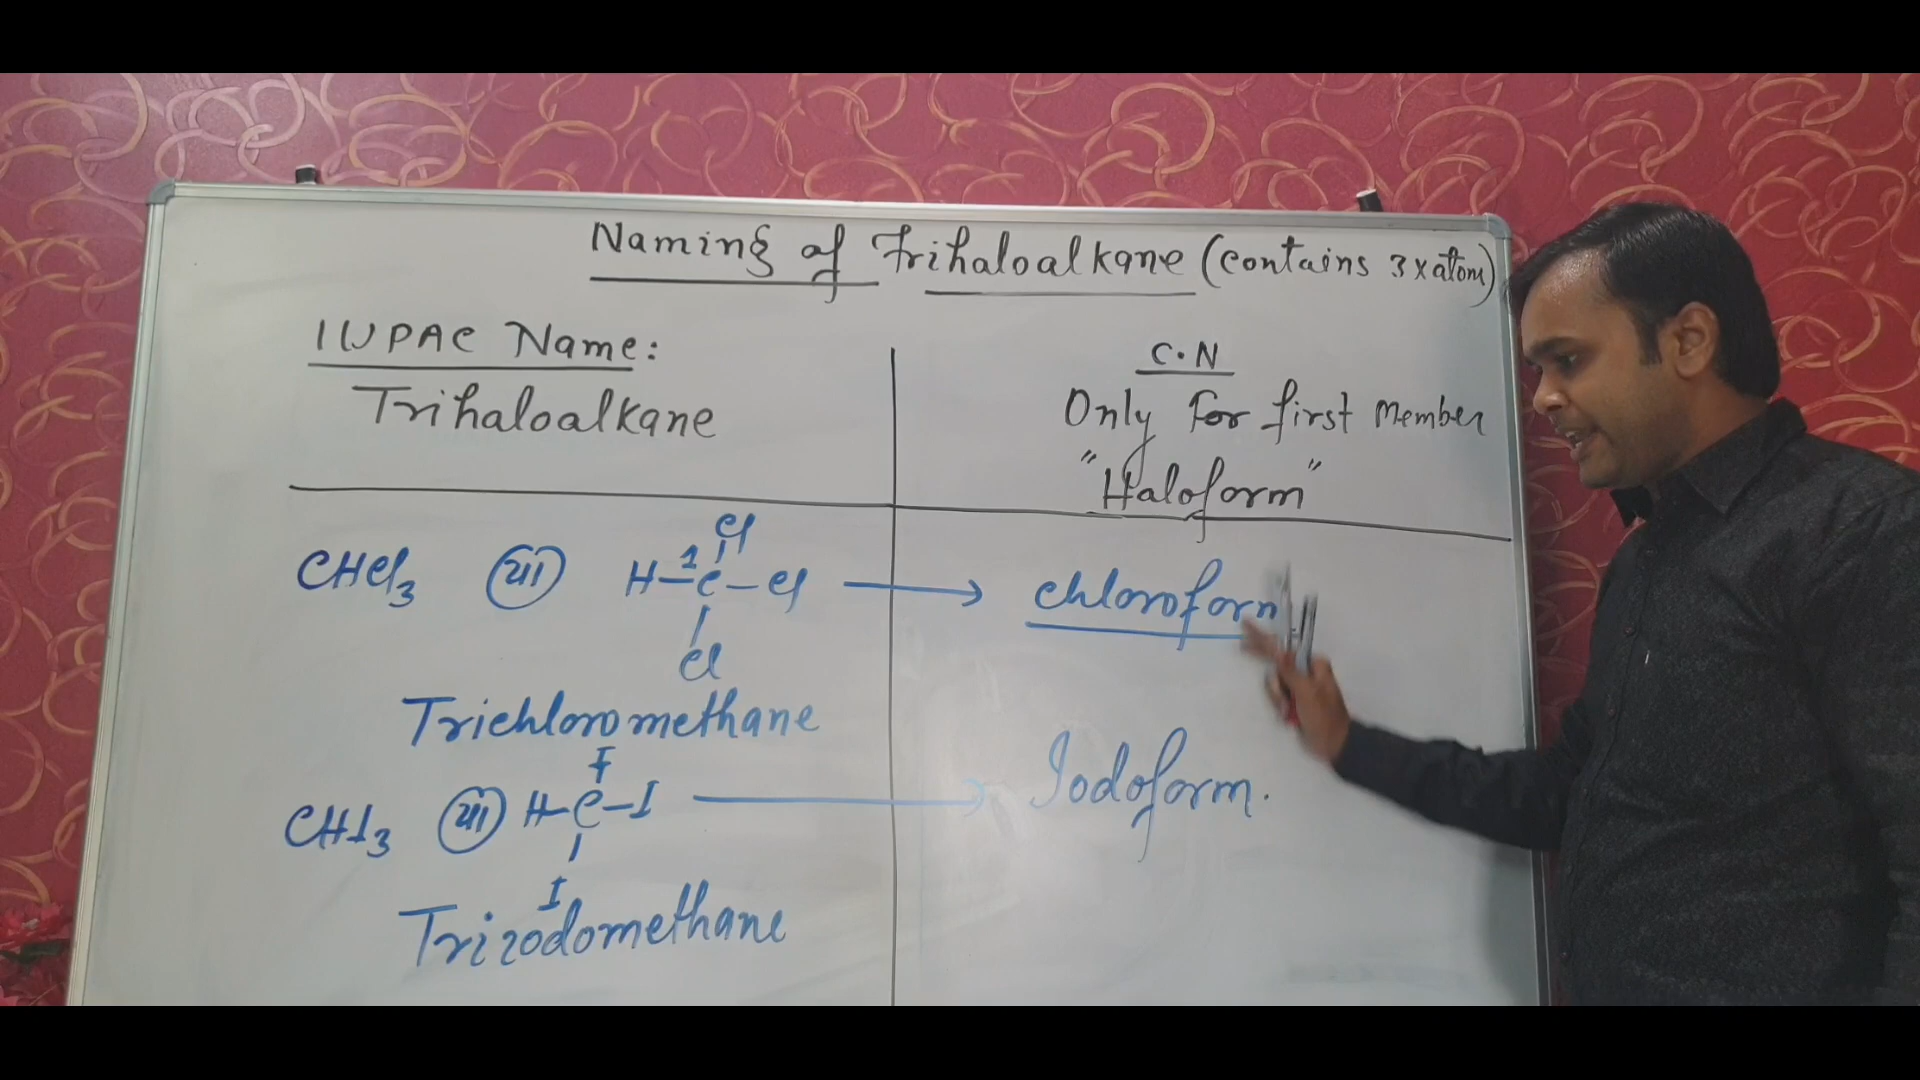 Naming of Trihaloalkane (contains 3 x atom)
IUPAC Name:
Trihaloalkane
C.N
Only For first Member
"Haloform"
CHCl3 या H-1C-Cl → chloroform
Cl
Cl
Trichloromethane
CHI3 या H-C-I → Iodoform.
I
I
Triiodomethane